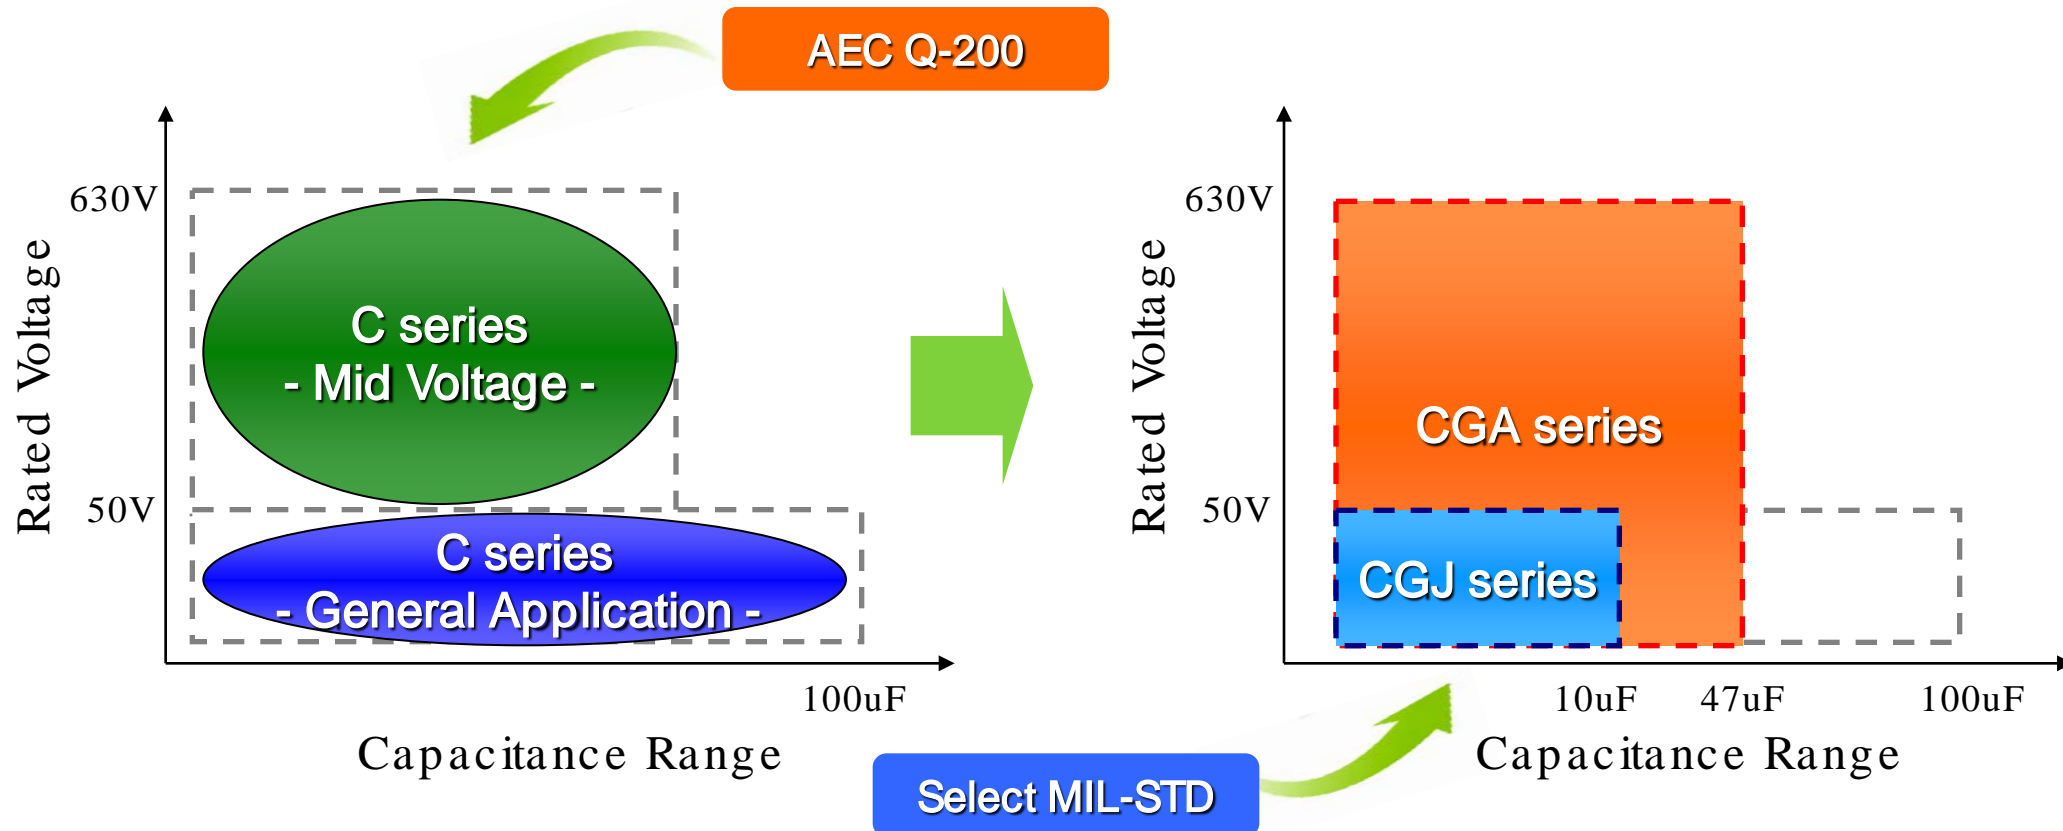 AEC Q-200
630V
50V
Rated Voltage
C series
- Mid Voltage -
C series
- General Application -
100uF
Capacitance Range
630V
50V
Rated Voltage
CGA series
CGJ series
10uF
47uF
100uF
Capacitance Range
Select MIL-STD